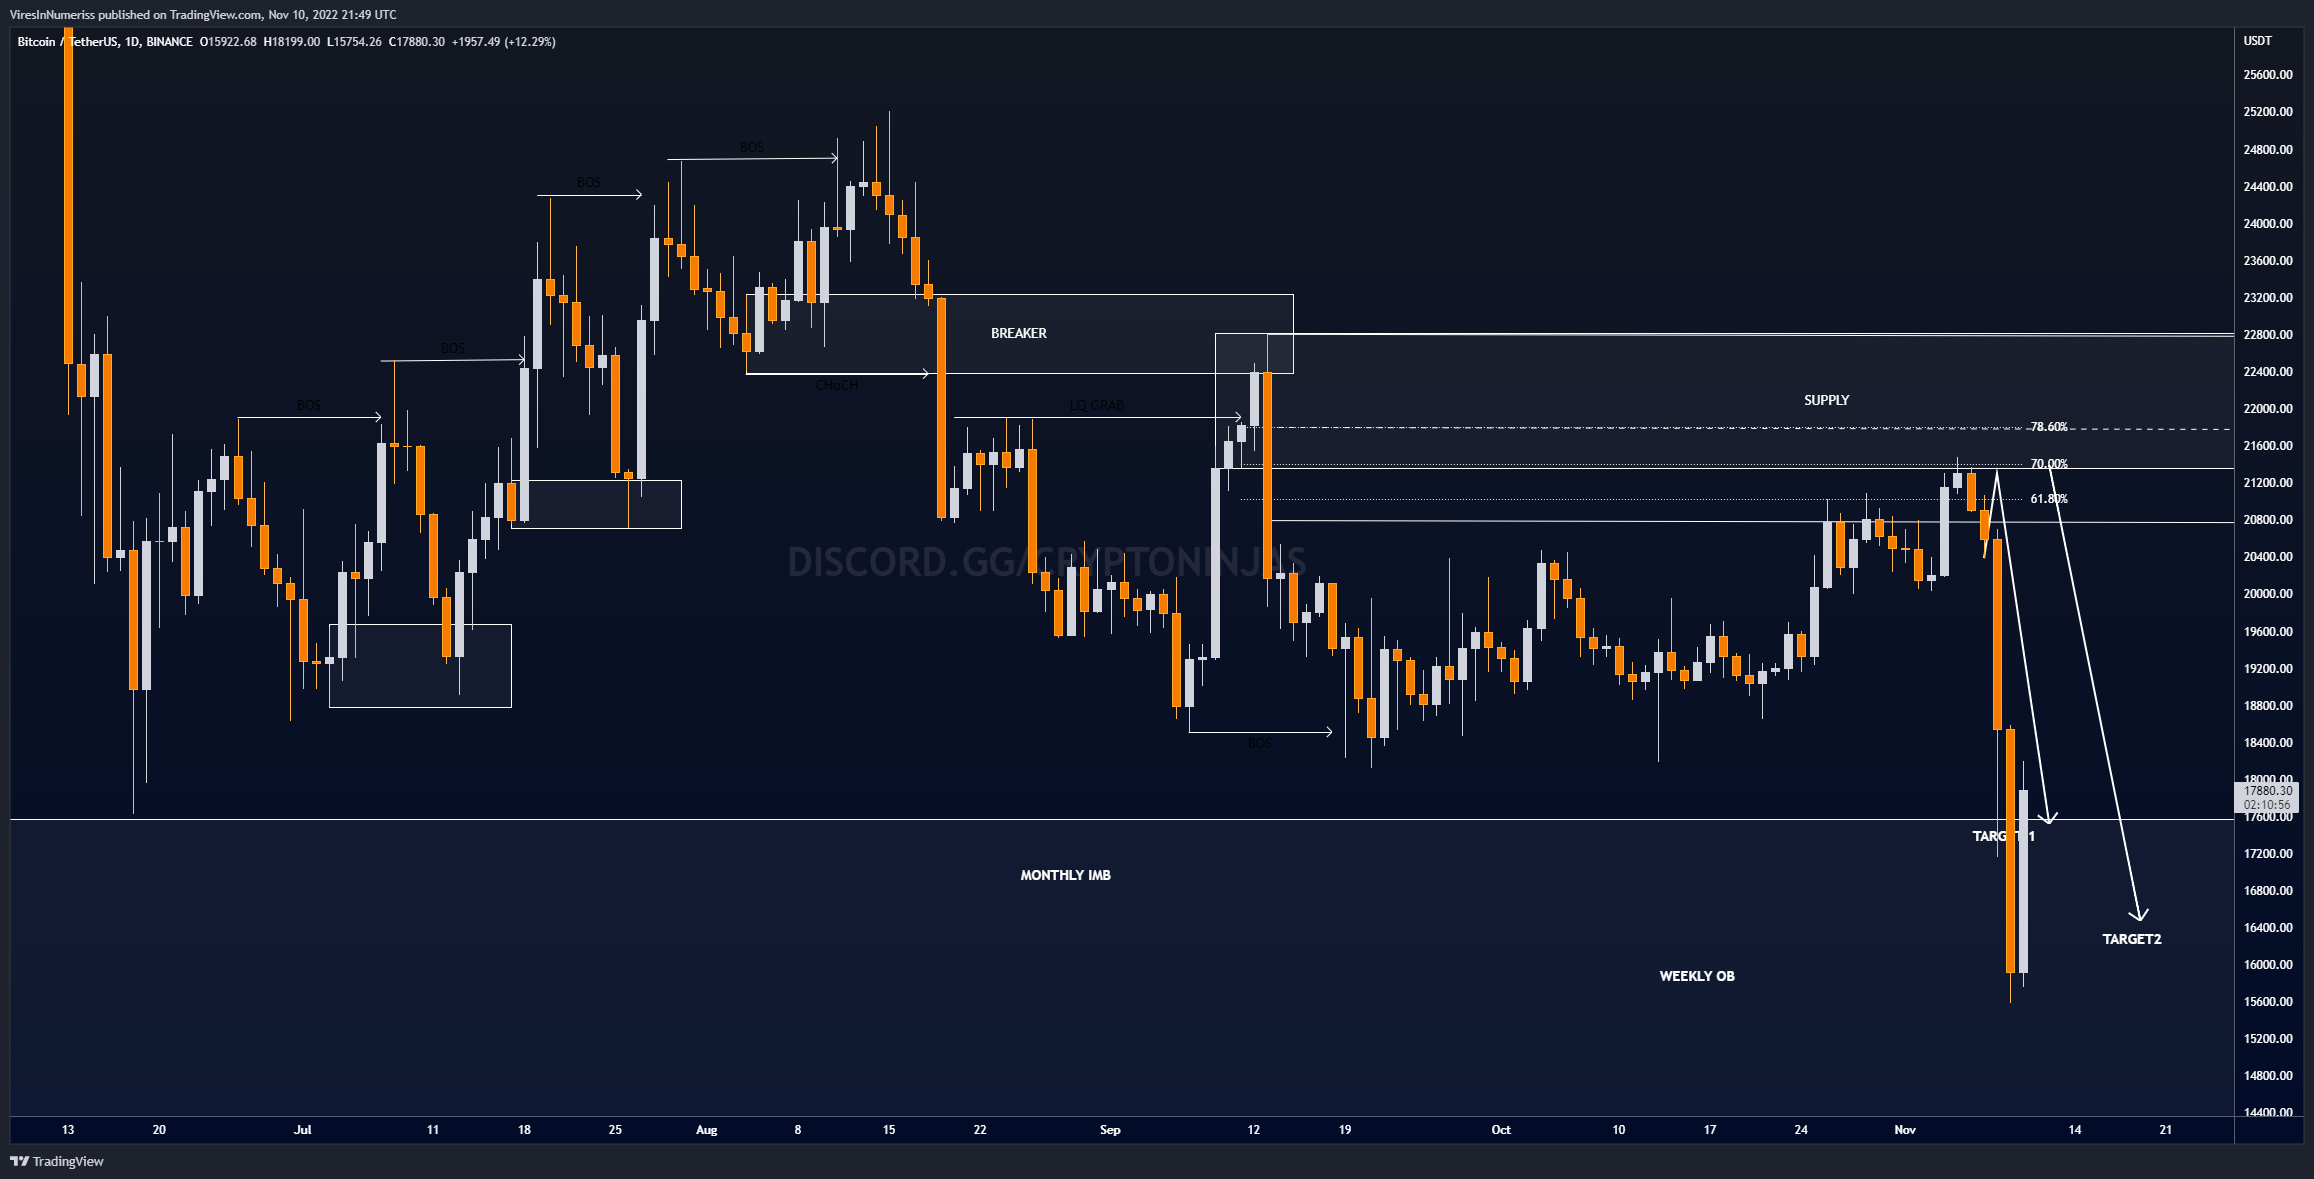 ViresInNumeriss published on TradingView.com, Nov 10, 2022 21:49 UTC
Bitcoin / TetherUS, 1D, BINANCE O15922.68 H18199.00 L15754.26 C17880.30 +1957.49 (+12.29%)
USDT
25600.00
25200.00
BOS
24800.00
BOS
24400.00
24000.00
23600.00
23200.00
BREAKER
22800.00
BOS
22400.00
CHoCH
SUPPLY
BOS
LQ GRAB
22000.00
78.60%
21600.00
70.00%
21200.00
61.80%
20800.00
DISCORD.GG/CRYPTONINJAS
20400.00
20000.00
19600.00
19200.00
18800.00
BOS
18400.00
18000.00
17880.30
02:10:56
17600.00
TARGET1
17200.00
MONTHLY IMB
16800.00
16400.00
TARGET2
16000.00
WEEKLY OB
15600.00
15200.00
14800.00
14400.00
13 20 Jul 11 18 25 Aug 8 15 22 Sep 12 19 Oct 10 17 24 Nov 14 21
TradingView